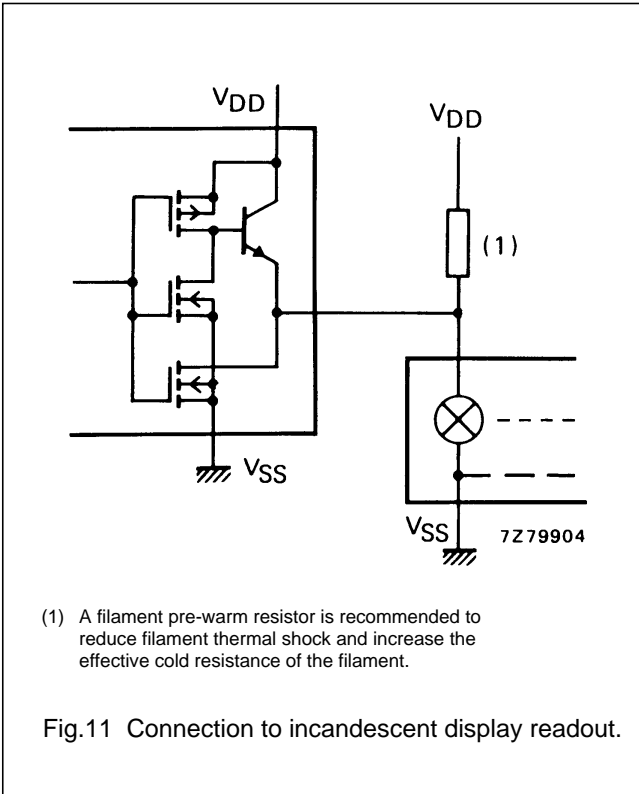 VDD
VDD
(1)
VSS
VSS
7Z79904
(1) A filament pre-warm resistor is recommended to
reduce filament thermal shock and increase the
effective cold resistance of the filament.
Fig.11 Connection to incandescent display readout.